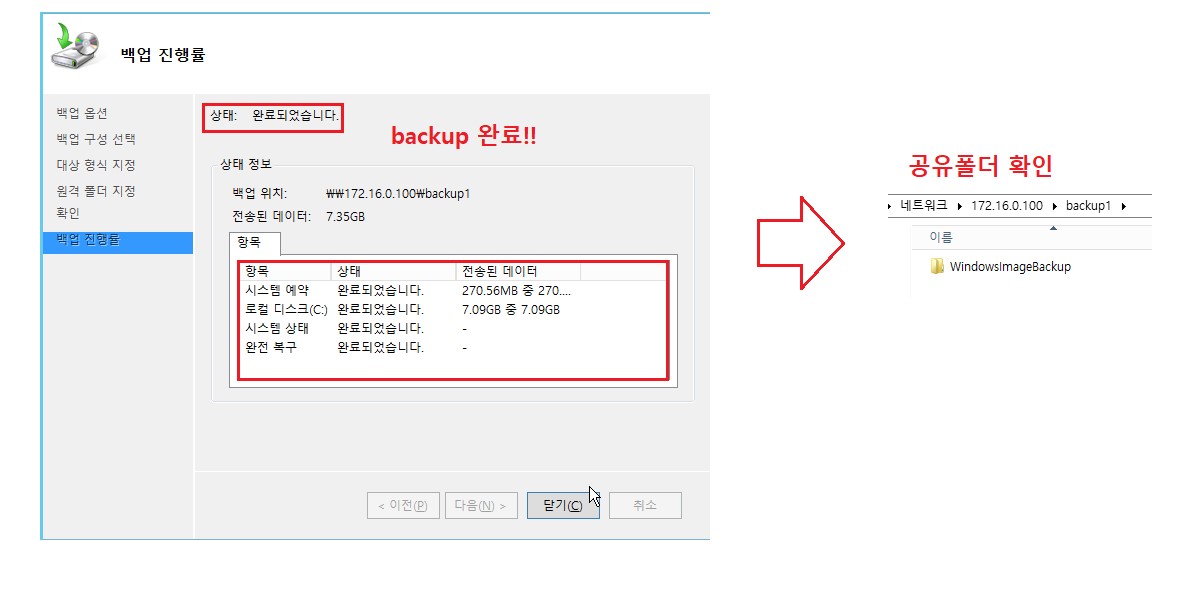 백업 진행률
백업 옵션
백업 구성 선택
대상 형식 지정
원격 폴더 지정
확인
백업 진행률
상태: 완료되었습니다.
backup 완료!!
상태 정보
백업 위치: ₩₩172.16.0.100₩backup1
전송된 데이터: 7.35GB
항목
항목 상태 전송된 데이터
시스템 예약 완료되었습니다. 270.56MB 중 270....
로컬 디스크(C:) 완료되었습니다. 7.09GB 중 7.09GB
시스템 상태 완료되었습니다. -
완전 복구 완료되었습니다. -
< 이전(P) 다음(N) > 닫기(C) 취소
공유폴더 확인
네트워크 172.16.0.100 backup1
이름
WindowsImageBackup